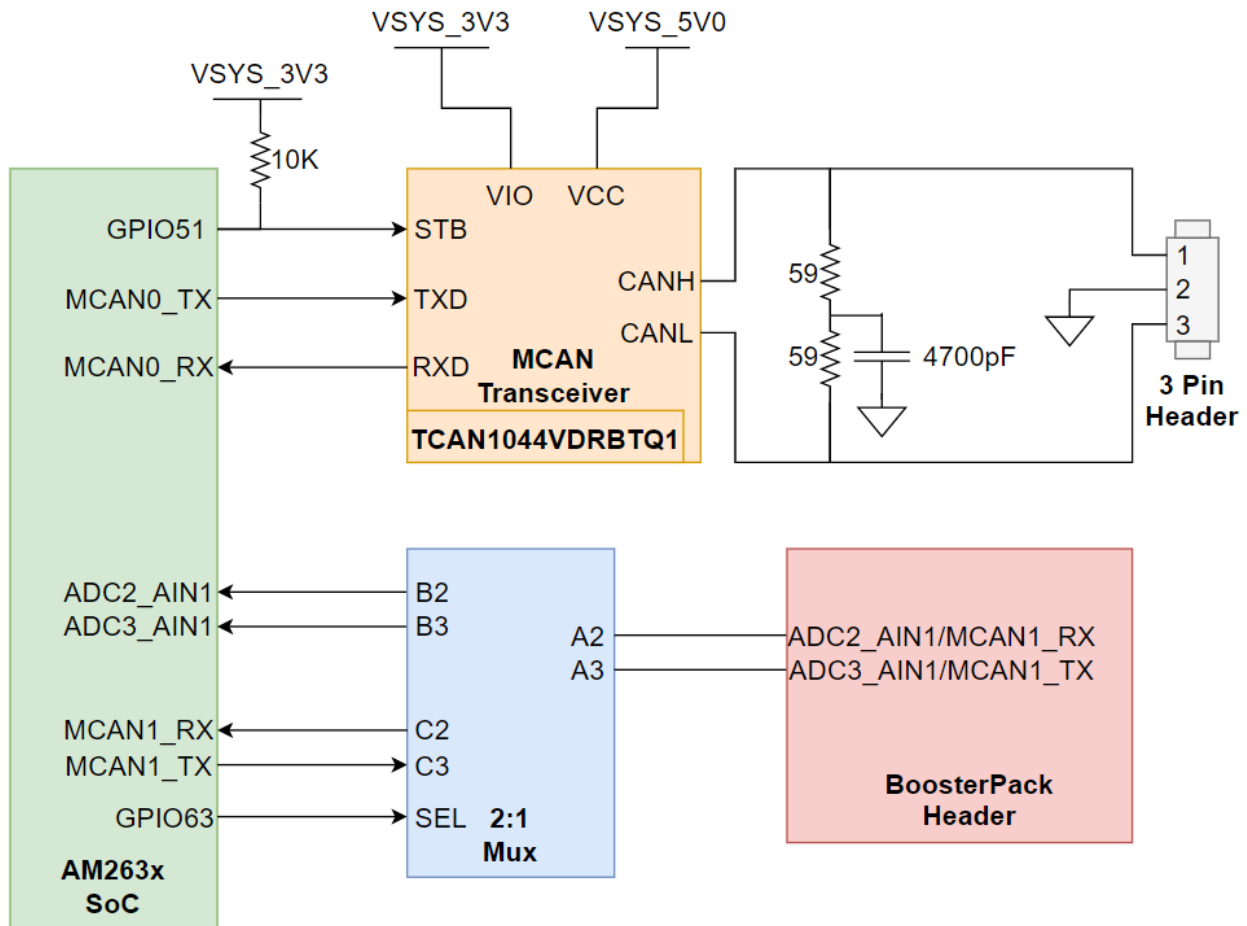 VSYS_3V3
VSYS_5V0
VSYS_3V3
10K
VIO
VCC
GPIO51
STB
MCAN0_TX
TXD
MCAN0_RX
RXD
CANH
CANL
MCAN
Transceiver
TCAN1044VDRBTQ1
59
59
4700pF
1
2
3
3 Pin
Header
ADC2_AIN1
B2
ADC3_AIN1
B3
A2
ADC2_AIN1/MCAN1_RX
A3
ADC3_AIN1/MCAN1_TX
MCAN1_RX
C2
MCAN1_TX
C3
GPIO63
SEL
2:1
Mux
BoosterPack
Header
AM263x
SoC